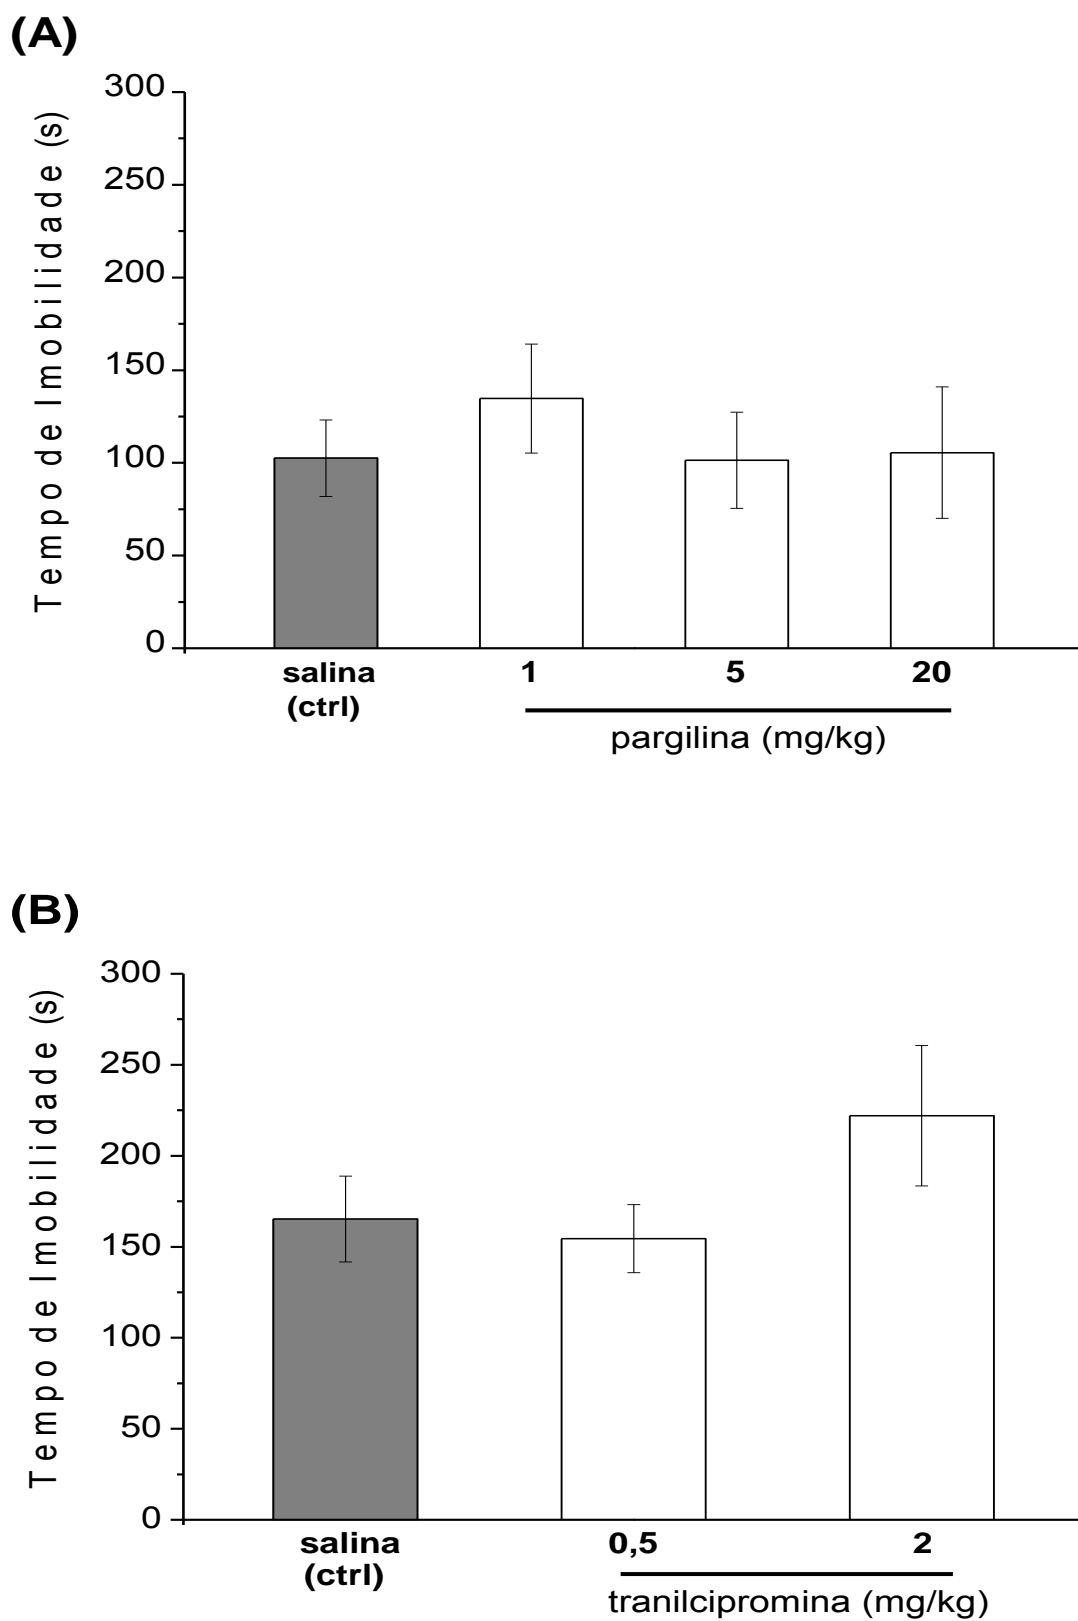 (A)
Tempo de Imobilidade (s)
300
250
200
150
100
50
0
salina 1 5 20
(ctrl)
pargilina (mg/kg)
(B)
Tempo de Imobilidade (s)
300
250
200
150
100
50
0
salina 0,5 2
(ctrl)
tranilcipromina (mg/kg)